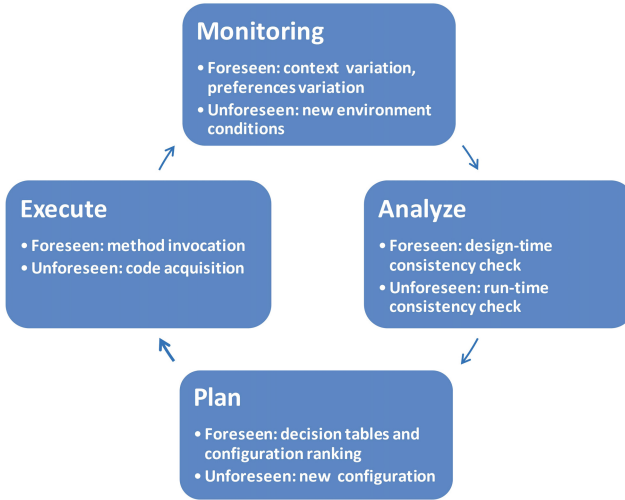 Monitoring
• Foreseen: context variation,
preferences variation
• Unforeseen: new environment
conditions
Execute
• Foreseen: method invocation
• Unforeseen: code acquisition
Analyze
• Foreseen: design-time
consistency check
• Unforeseen: run-time
consistency check
Plan
• Foreseen: decision tables and
configuration ranking
• Unforeseen: new configuration